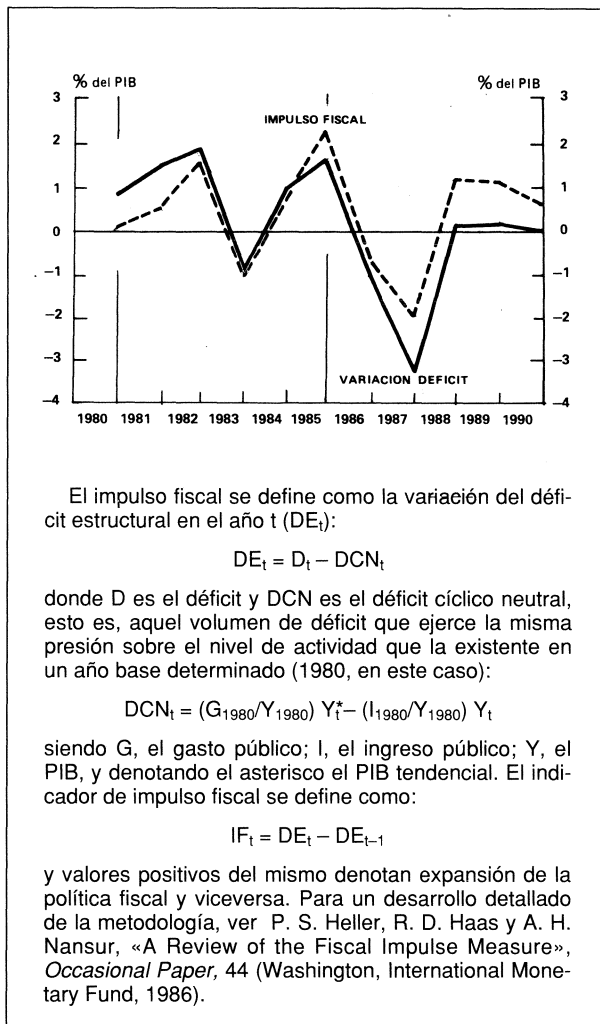 % del PIB % del PIB
3 3
IMPULSO FISCAL
2 2
1 1
0 0
−1 −1
−2 −2
−3 −3
VARIACION DEFICIT
−4 −4
1980 1981 1982 1983 1984 1985 1986 1987 1988 1989 1990
El impulso fiscal se define como la variación del défi-
cit estructural en el año t (DEt):
DEt = Dt – DCNt
donde D es el déficit y DCN es el déficit cíclico neutral,
esto es, aquel volumen de déficit que ejerce la misma
presión sobre el nivel de actividad que la existente en
un año base determinado (1980, en este caso):
DCNt = (G1980/Y1980) Yt* – (I1980/Y1980) Yt
siendo G, el gasto público; I, el ingreso público; Y, el
PIB, y denotando el asterisco el PIB tendencial. El indi-
cador de impulso fiscal se define como:
IFt = DEt – DEt–1
y valores positivos del mismo denotan expansión de la
política fiscal y viceversa. Para un desarrollo detallado
de la metodología, ver P. S. Heller, R. D. Haas y A. H.
Nansur, «A Review of the Fiscal Impulse Measure»,
Occasional Paper, 44 (Washington, International Mone-
tary Fund, 1986).